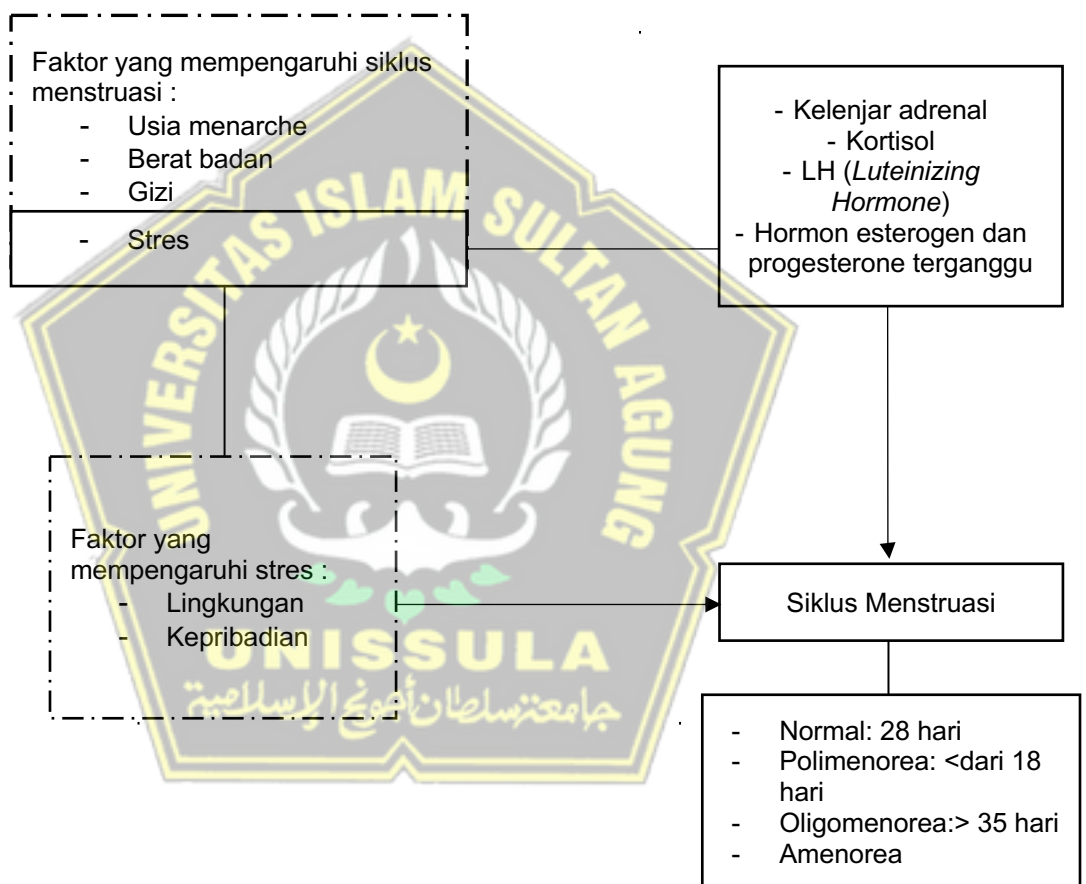 Faktor yang mempengaruhi siklus
menstruasi :
- Usia menarche
- Berat badan
- Gizi
- Stres
- Kelenjar adrenal
- Kortisol
- LH (Luteinizing
Hormone)
- Hormon esterogen dan
progesterone terganggu
Faktor yang
mempengaruhi stres :
- Lingkungan
- Kepribadian
Siklus Menstruasi
- Normal: 28 hari
- Polimenorea: <dari 18
hari
- Oligomenorea:> 35 hari
- Amenorea
UNIVERSITAS ISLAM SULTAN AGUNG
UNISSULA
جامعة سلطان أجونج الإسلامية